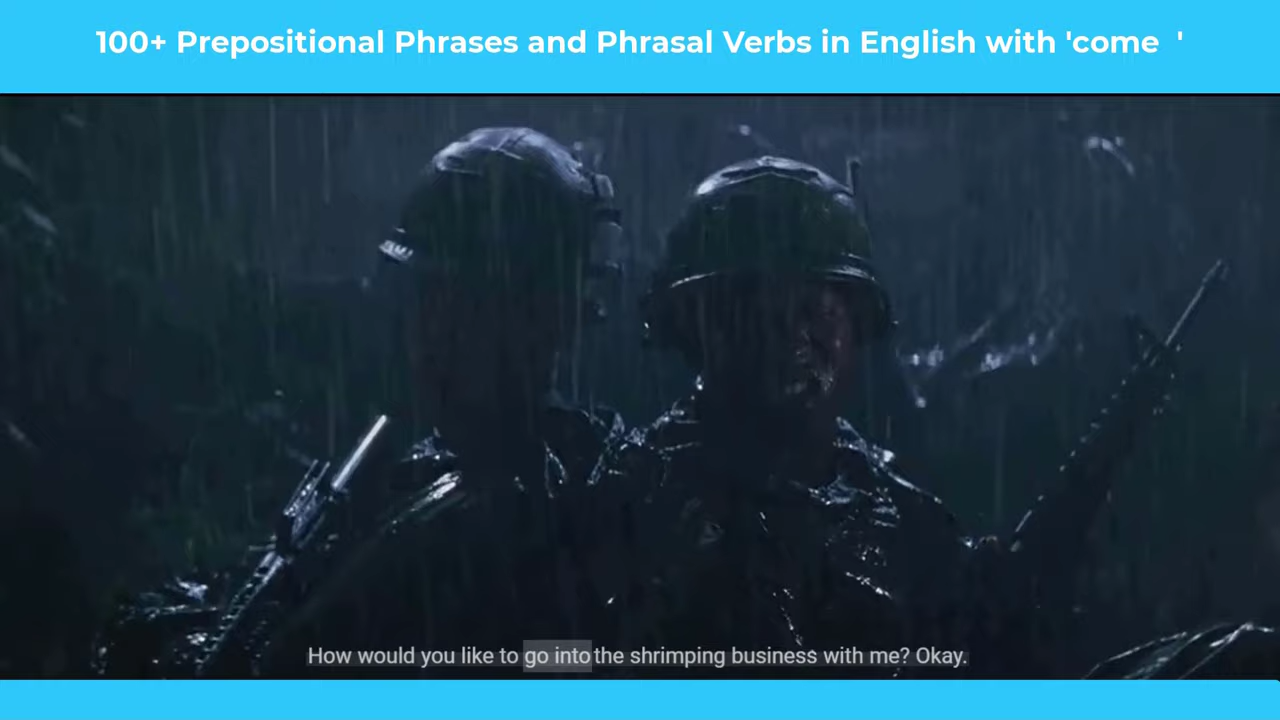 100+ Prepositional Phrases and Phrasal Verbs in English with 'come  '
How would you like to go into the shrimping business with me? Okay.